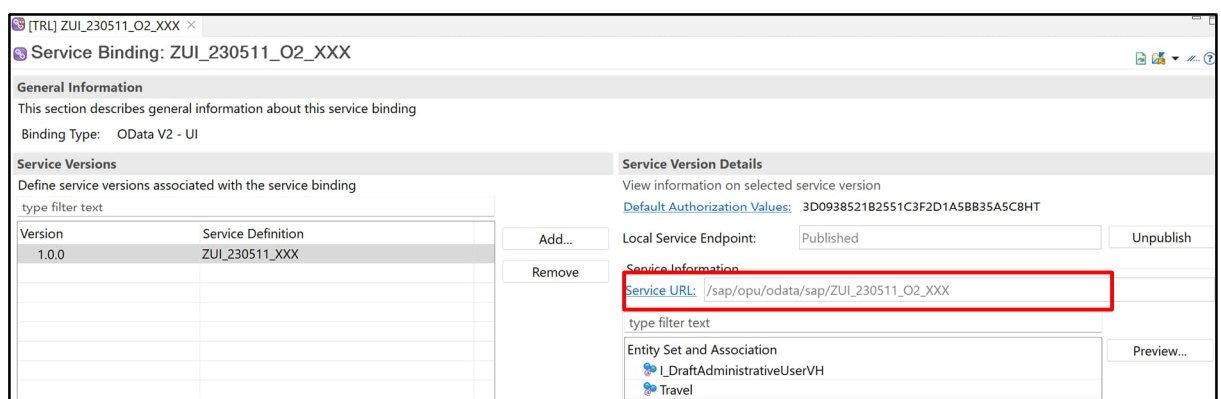 [TRL] ZUI_230511_O2_XXX
Service Binding: ZUI_230511_O2_XXX
General Information
This section describes general information about this service binding
Binding Type: OData V2 - UI
Service Versions
Define service versions associated with the service binding
type filter text
Version Service Definition
1.0.0 ZUI_230511_XXX
Add...
Remove
Service Version Details
View information on selected service version
Default Authorization Values: 3D0938521B2551C3F2D1A5BB35A5C8HT
Local Service Endpoint: Published Unpublish
Service Information
Service URL: /sap/opu/odata/sap/ZUI_230511_O2_XXX
type filter text
Entity Set and Association
Preview...
I_DraftAdministrativeUserVH
Travel